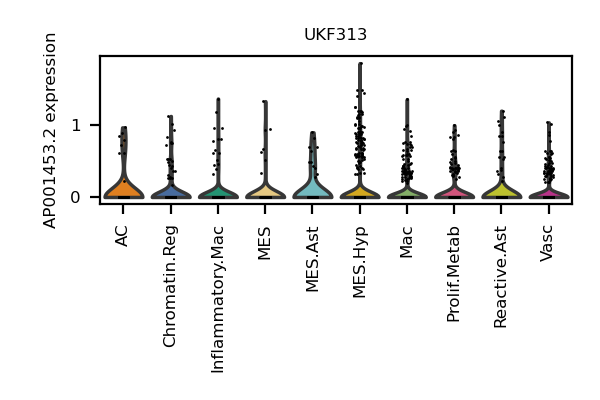 UKF313
AP001453.2 expression
1
0
AC
Chromatin.Reg
Inflammatory.Mac
MES
MES.Ast
MES.Hyp
Mac
Prolif.Metab
Reactive.Ast
Vasc